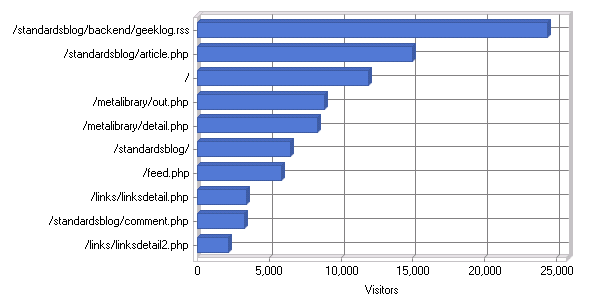 /standardsblog/backend/geeklog.rss
/standardsblog/article.php
/
/metalibrary/out.php
/metalibrary/detail.php
/standardsblog/
/feed.php
/links/linksdetail.php
/standardsblog/comment.php
/links/linksdetail2.php
0 5,000 10,000 15,000 20,000 25,000
Visitors